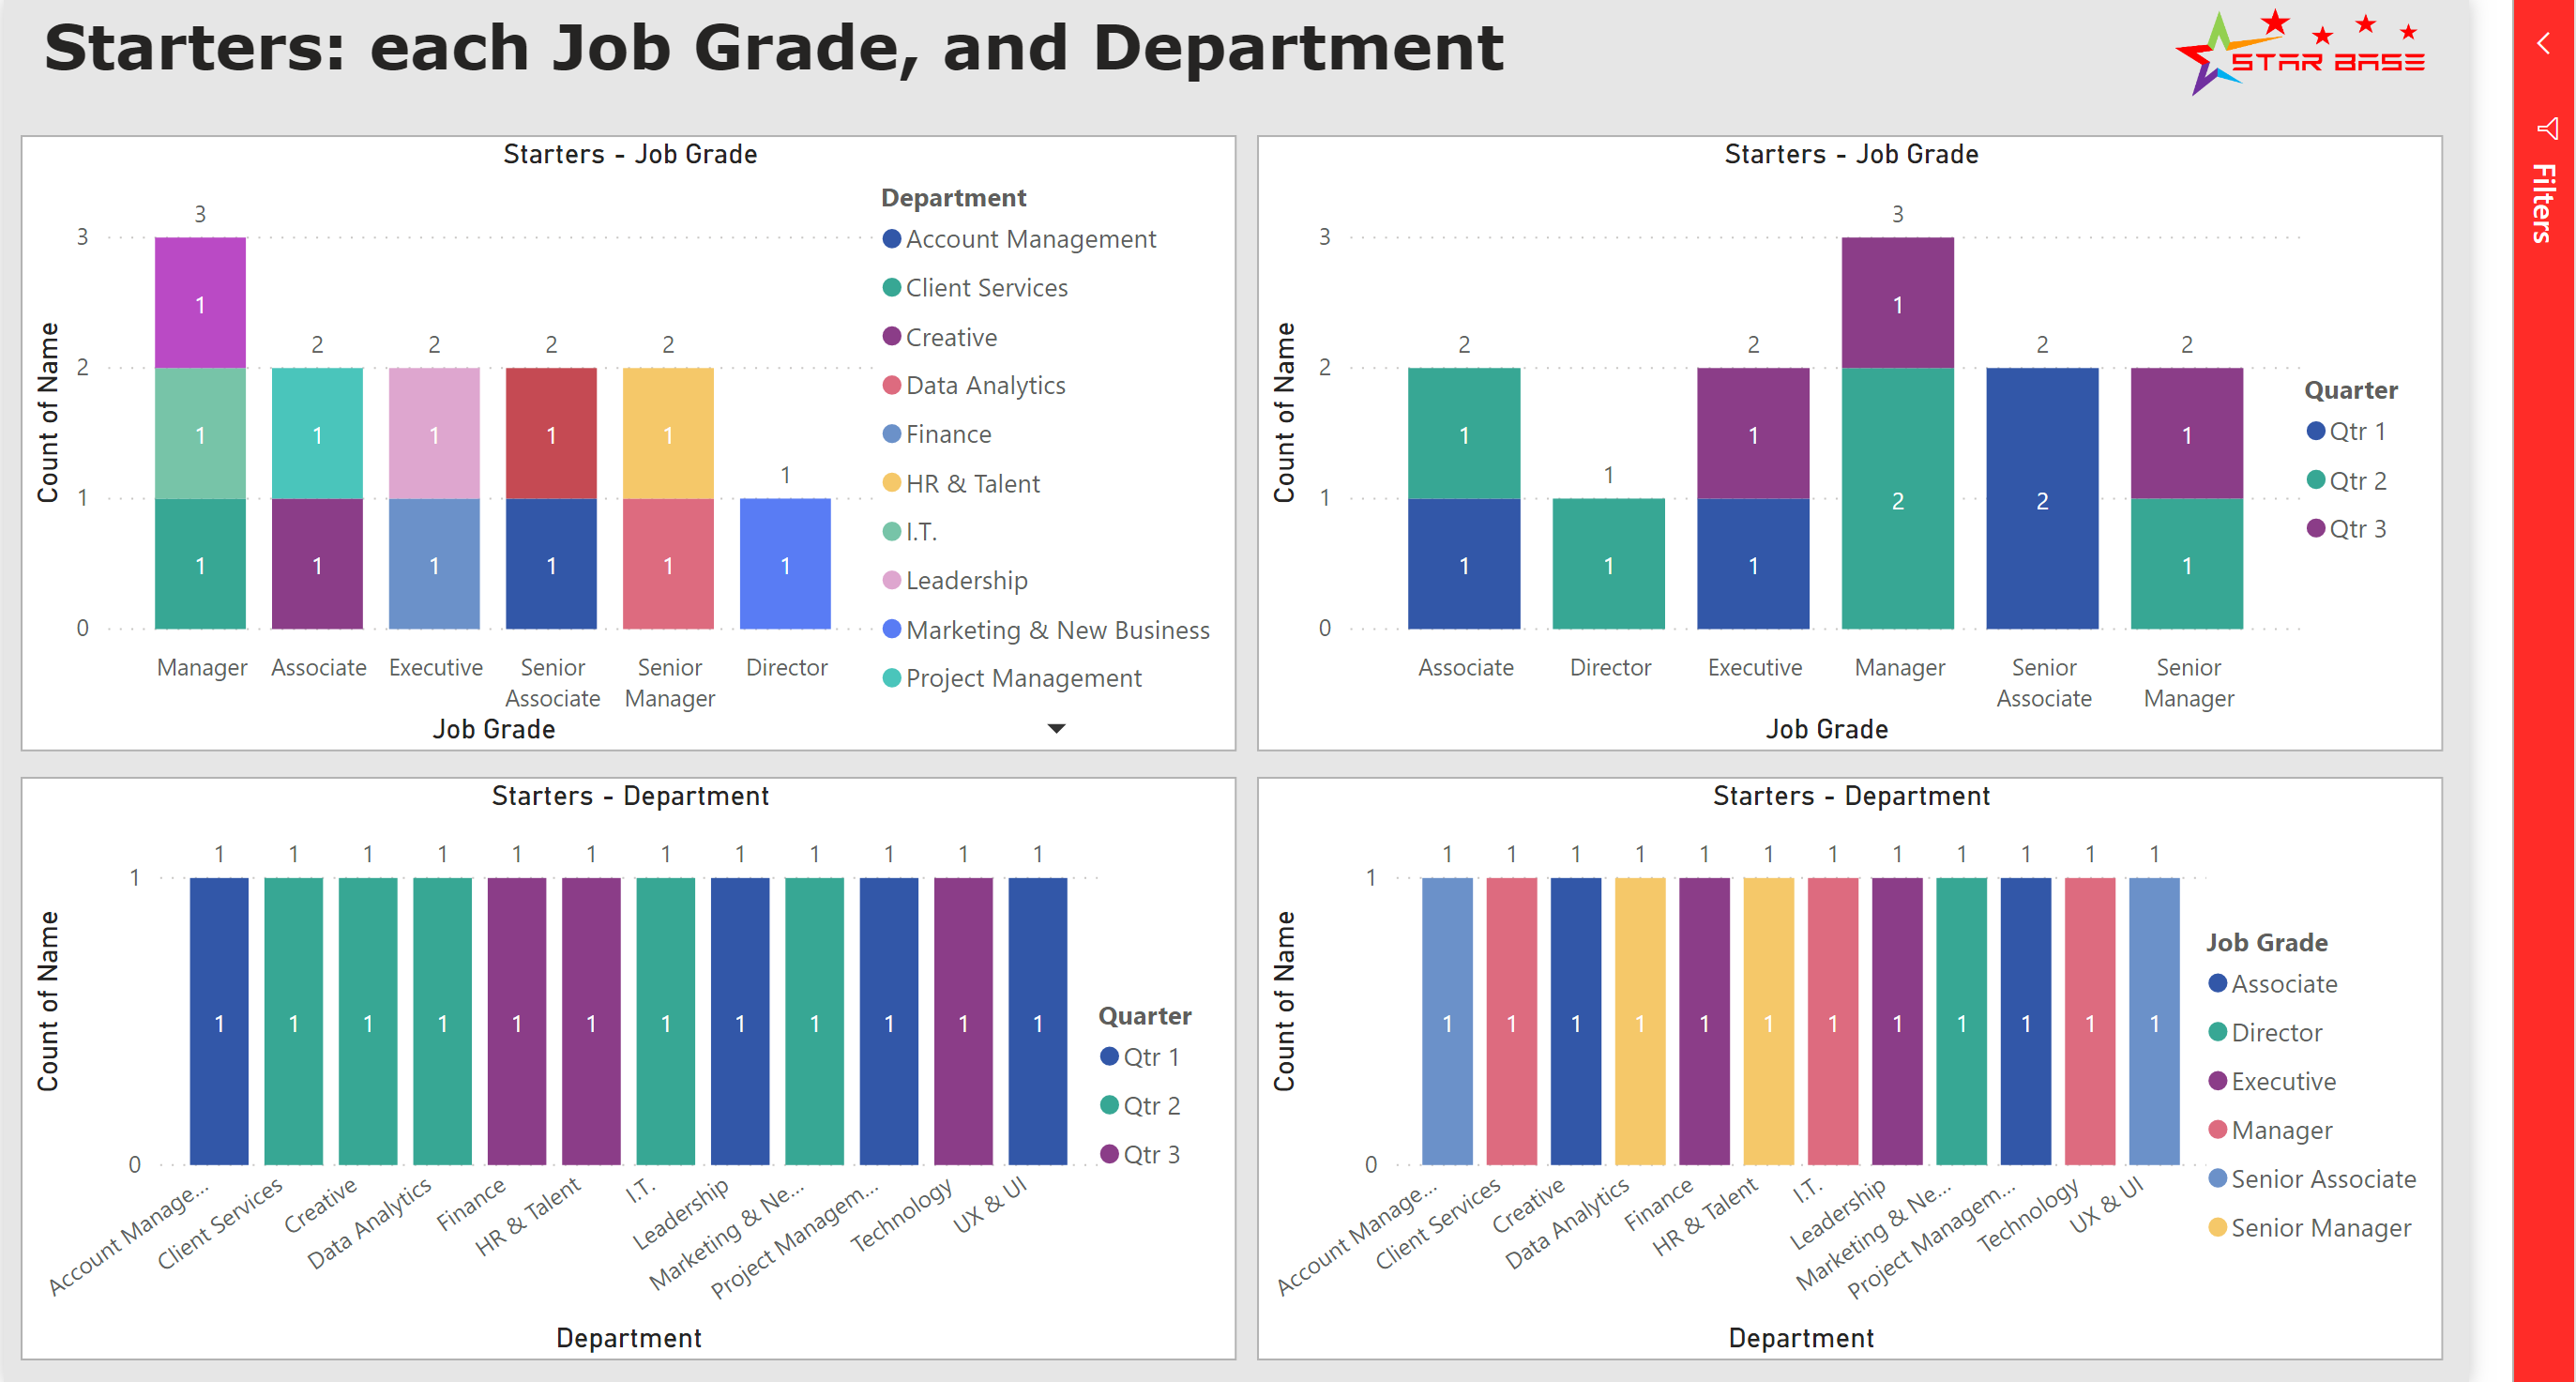 Starters: each Job Grade, and Department
STAR BASE
Filters
Starters - Job Grade
Count of Name
3
2
1
0
3
2
2
2
2
1
1
1
1
1
1
1
1
1
1
1
1
1
Manager
Associate
Executive
Senior Associate
Senior Manager
Director
Job Grade
Department
Account Management
Client Services
Creative
Data Analytics
Finance
HR & Talent
I.T.
Leadership
Marketing & New Business
Project Management
Starters - Job Grade
Count of Name
3
2
1
0
2
1
2
3
2
2
1
1
1
1
1
1
2
2
1
1
Associate
Director
Executive
Manager
Senior Associate
Senior Manager
Job Grade
Quarter
Qtr 1
Qtr 2
Qtr 3
Starters - Department
Count of Name
1
0
1 1 1 1 1 1 1 1 1 1 1 1
1 1 1 1 1 1 1 1 1 1 1 1
Account Manage...
Client Services
Creative
Data Analytics
Finance
HR & Talent
I.T.
Leadership
Marketing & Ne...
Project Managem...
Technology
UX & UI
Department
Quarter
Qtr 1
Qtr 2
Qtr 3
Starters - Department
Count of Name
1
0
1 1 1 1 1 1 1 1 1 1 1 1
1 1 1 1 1 1 1 1 1 1 1 1
Account Manage...
Client Services
Creative
Data Analytics
Finance
HR & Talent
I.T.
Leadership
Marketing & Ne...
Project Managem...
Technology
UX & UI
Department
Job Grade
Associate
Director
Executive
Manager
Senior Associate
Senior Manager